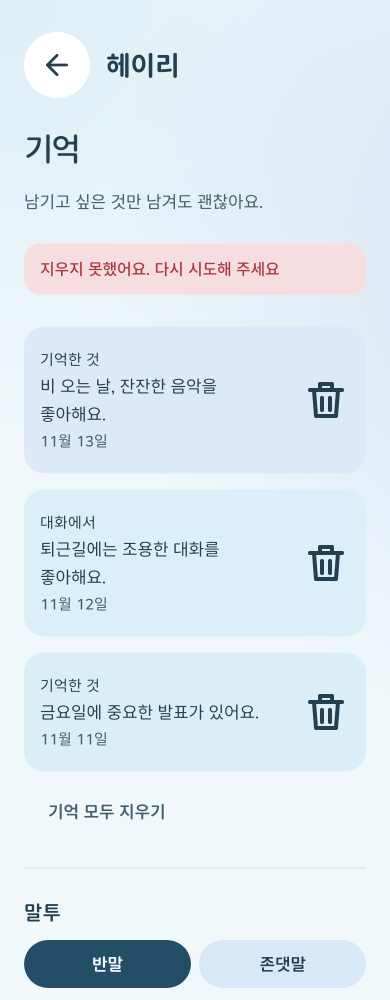 헤이리
기억
남기고 싶은 것만 남겨도 괜찮아요.
지우지 못했어요. 다시 시도해 주세요
기억한 것
비 오는 날, 잔잔한 음악을
좋아해요.
11월 13일
대화에서
퇴근길에는 조용한 대화를
좋아해요.
11월 12일
기억한 것
금요일에 중요한 발표가 있어요.
11월 11일
기억 모두 지우기
말투
반말
존댓말